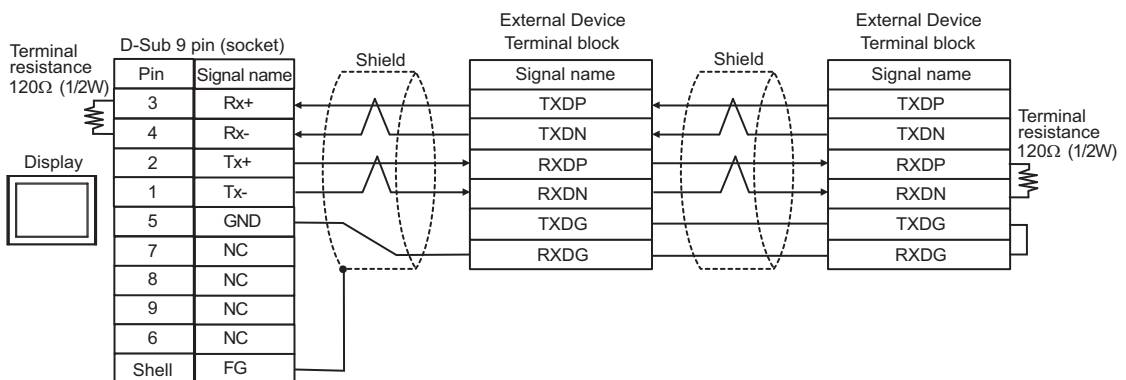 External Device
Terminal block
External Device
Terminal block
Terminal
resistance
120Ω (1/2W)
D-Sub 9 pin (socket)
Shield
Shield
Pin Signal name
Signal name
Signal name
3 Rx+
TXDP
TXDP
4 Rx-
TXDN
TXDN
2 Tx+
RXDP
RXDP
1 Tx-
RXDN
RXDN
5 GND
TXDG
TXDG
7 NC
RXDG
RXDG
8 NC
9 NC
6 NC
Shell FG
Display
Terminal
resistance
120Ω (1/2W)